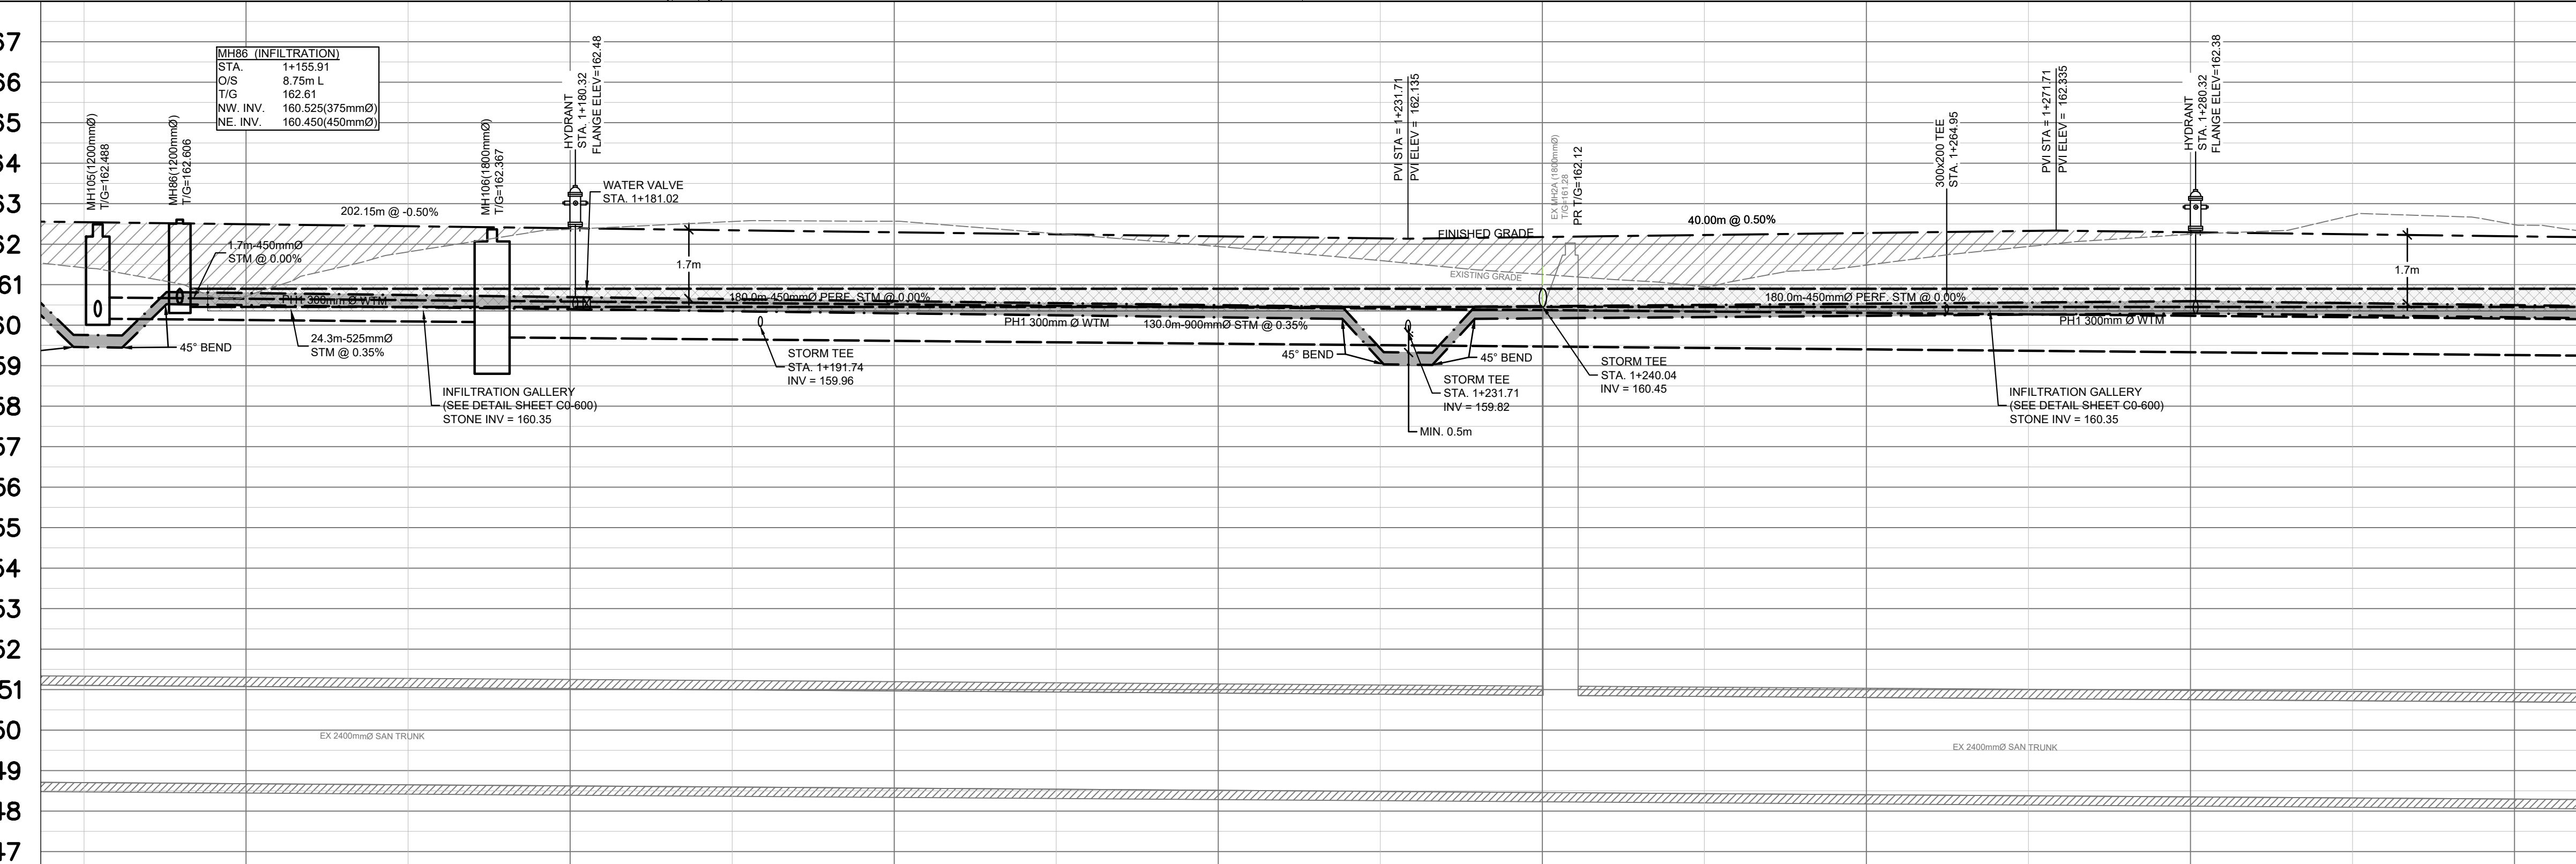 67
66
65
64
63
62
61
60
59
58
57
56
55
54
53
52
51
50
49
48
47
MH86 (INFILTRATION)
STA. 1+155.91
O/S 8.75m L
T/G 162.61
NW. INV. 160.525(375mmØ)
NE. INV. 160.450(450mmØ)
MH105(1200mmØ)
T/G=162.488
MH86(1200mmØ)
T/G=162.606
MH106(1800mmØ)
T/G=162.367
HYDRANT
STA. 1+180.32
FLANGE ELEV=162.48
WATER VALVE
STA. 1+181.02
202.15m @ -0.50%
1.7m-450mmØ
STM @ 0.00%
PH1 300mm Ø WTM
24.3m-525mmØ
STM @ 0.35%
45° BEND
INFILTRATION GALLERY
(SEE DETAIL SHEET C0-600)
STONE INV = 160.35
1.7m
180.0m-450mmØ PERF. STM @ 0.00%
STORM TEE
STA. 1+191.74
INV = 159.96
PH1 300mm Ø WTM
130.0m-900mmØ STM @ 0.35%
45° BEND
45° BEND
PVI STA = 1+231.71
PVI ELEV = 162.135
FINISHED GRADE
EXISTING GRADE
STORM TEE
STA. 1+231.71
INV = 159.82
MIN. 0.5m
EX MH2A (1800mmØ)
T/G=161.28
PR T/G=162.12
STORM TEE
STA. 1+240.04
INV = 160.45
40.00m @ 0.50%
180.0m-450mmØ PERF. STM @ 0.00%
300x200 TEE
STA. 1+264.95
PVI STA = 1+271.71
PVI ELEV = 162.335
HYDRANT
STA. 1+280.32
FLANGE ELEV=162.38
PH1 300mm Ø WTM
INFILTRATION GALLERY
(SEE DETAIL SHEET C0-600)
STONE INV = 160.35
1.7m
EX 2400mmØ SAN TRUNK
EX 2400mmØ SAN TRUNK